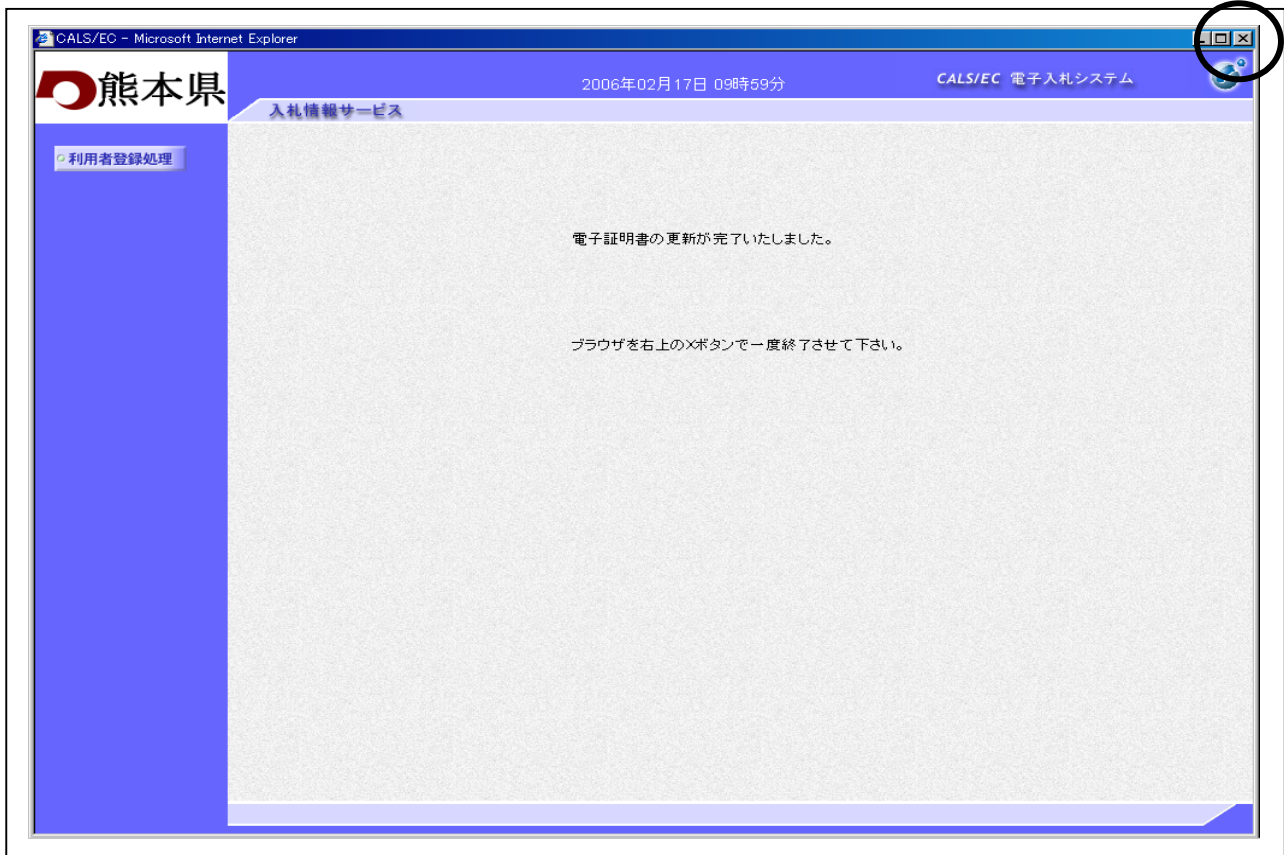 CALS/EC - Microsoft Internet Explorer
熊本県
2006年02月17日 09時59分
CALS/EC 電子入札システム
入札情報サービス
利用者登録処理
電子証明書の更新が完了いたしました。
ブラウザを右上の×ボタンで一度終了させて下さい。